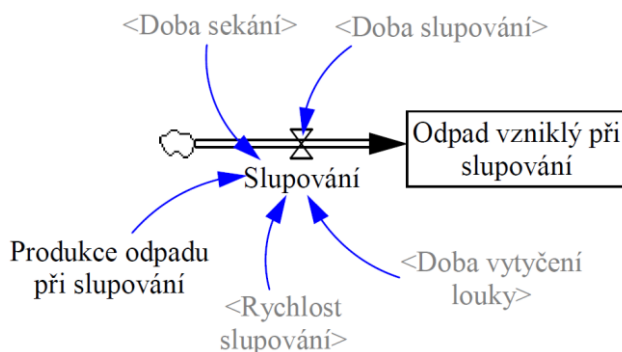 <Doba sekání>
<Doba slupování>
Odpad vzniklý při
slupování
Slupování
Produkce odpadu
při slupování
<Doba vytyčení
louky>
<Rychlost
slupování>